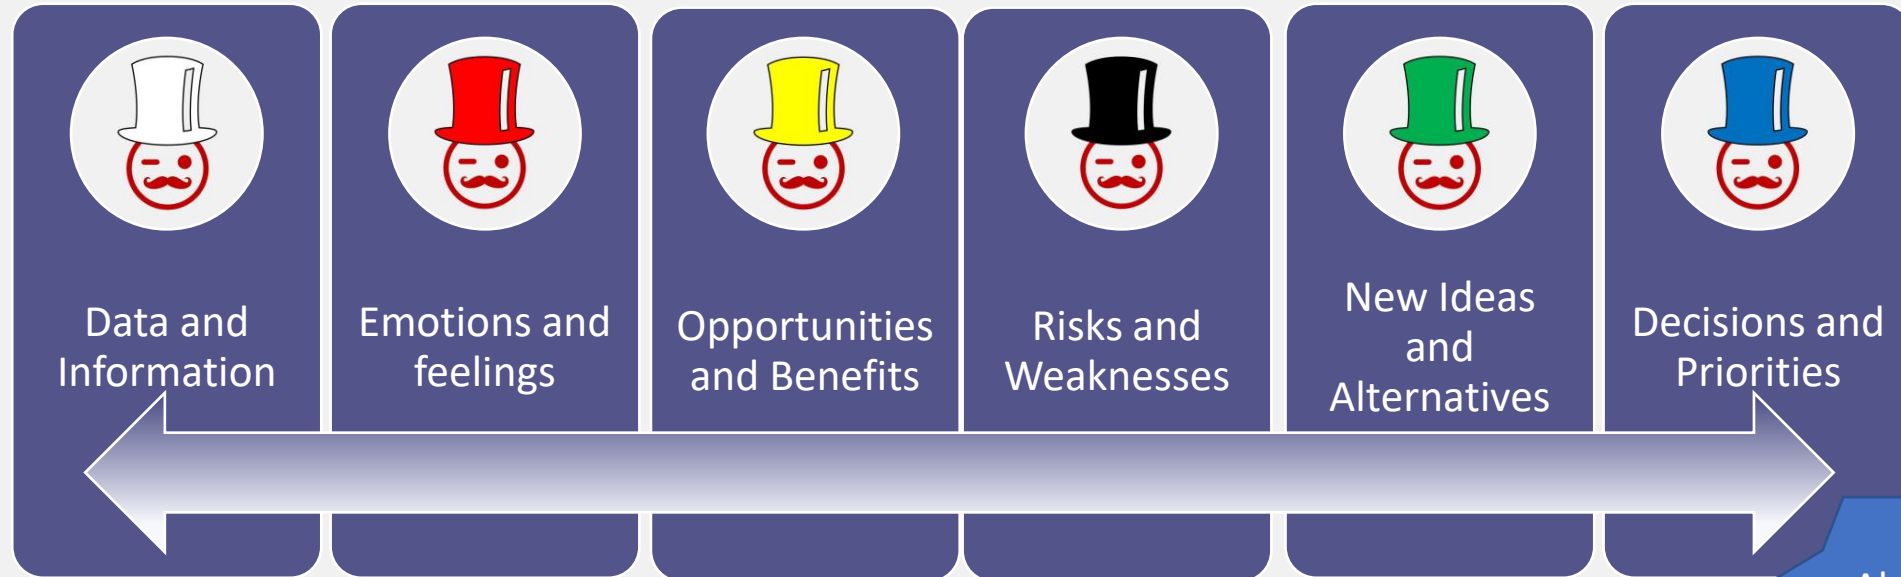 Data and
Information
Emotions and
feelings
Opportunities
and Benefits
Risks and
Weaknesses
New Ideas
and
Alternatives
Decisions and
Priorities